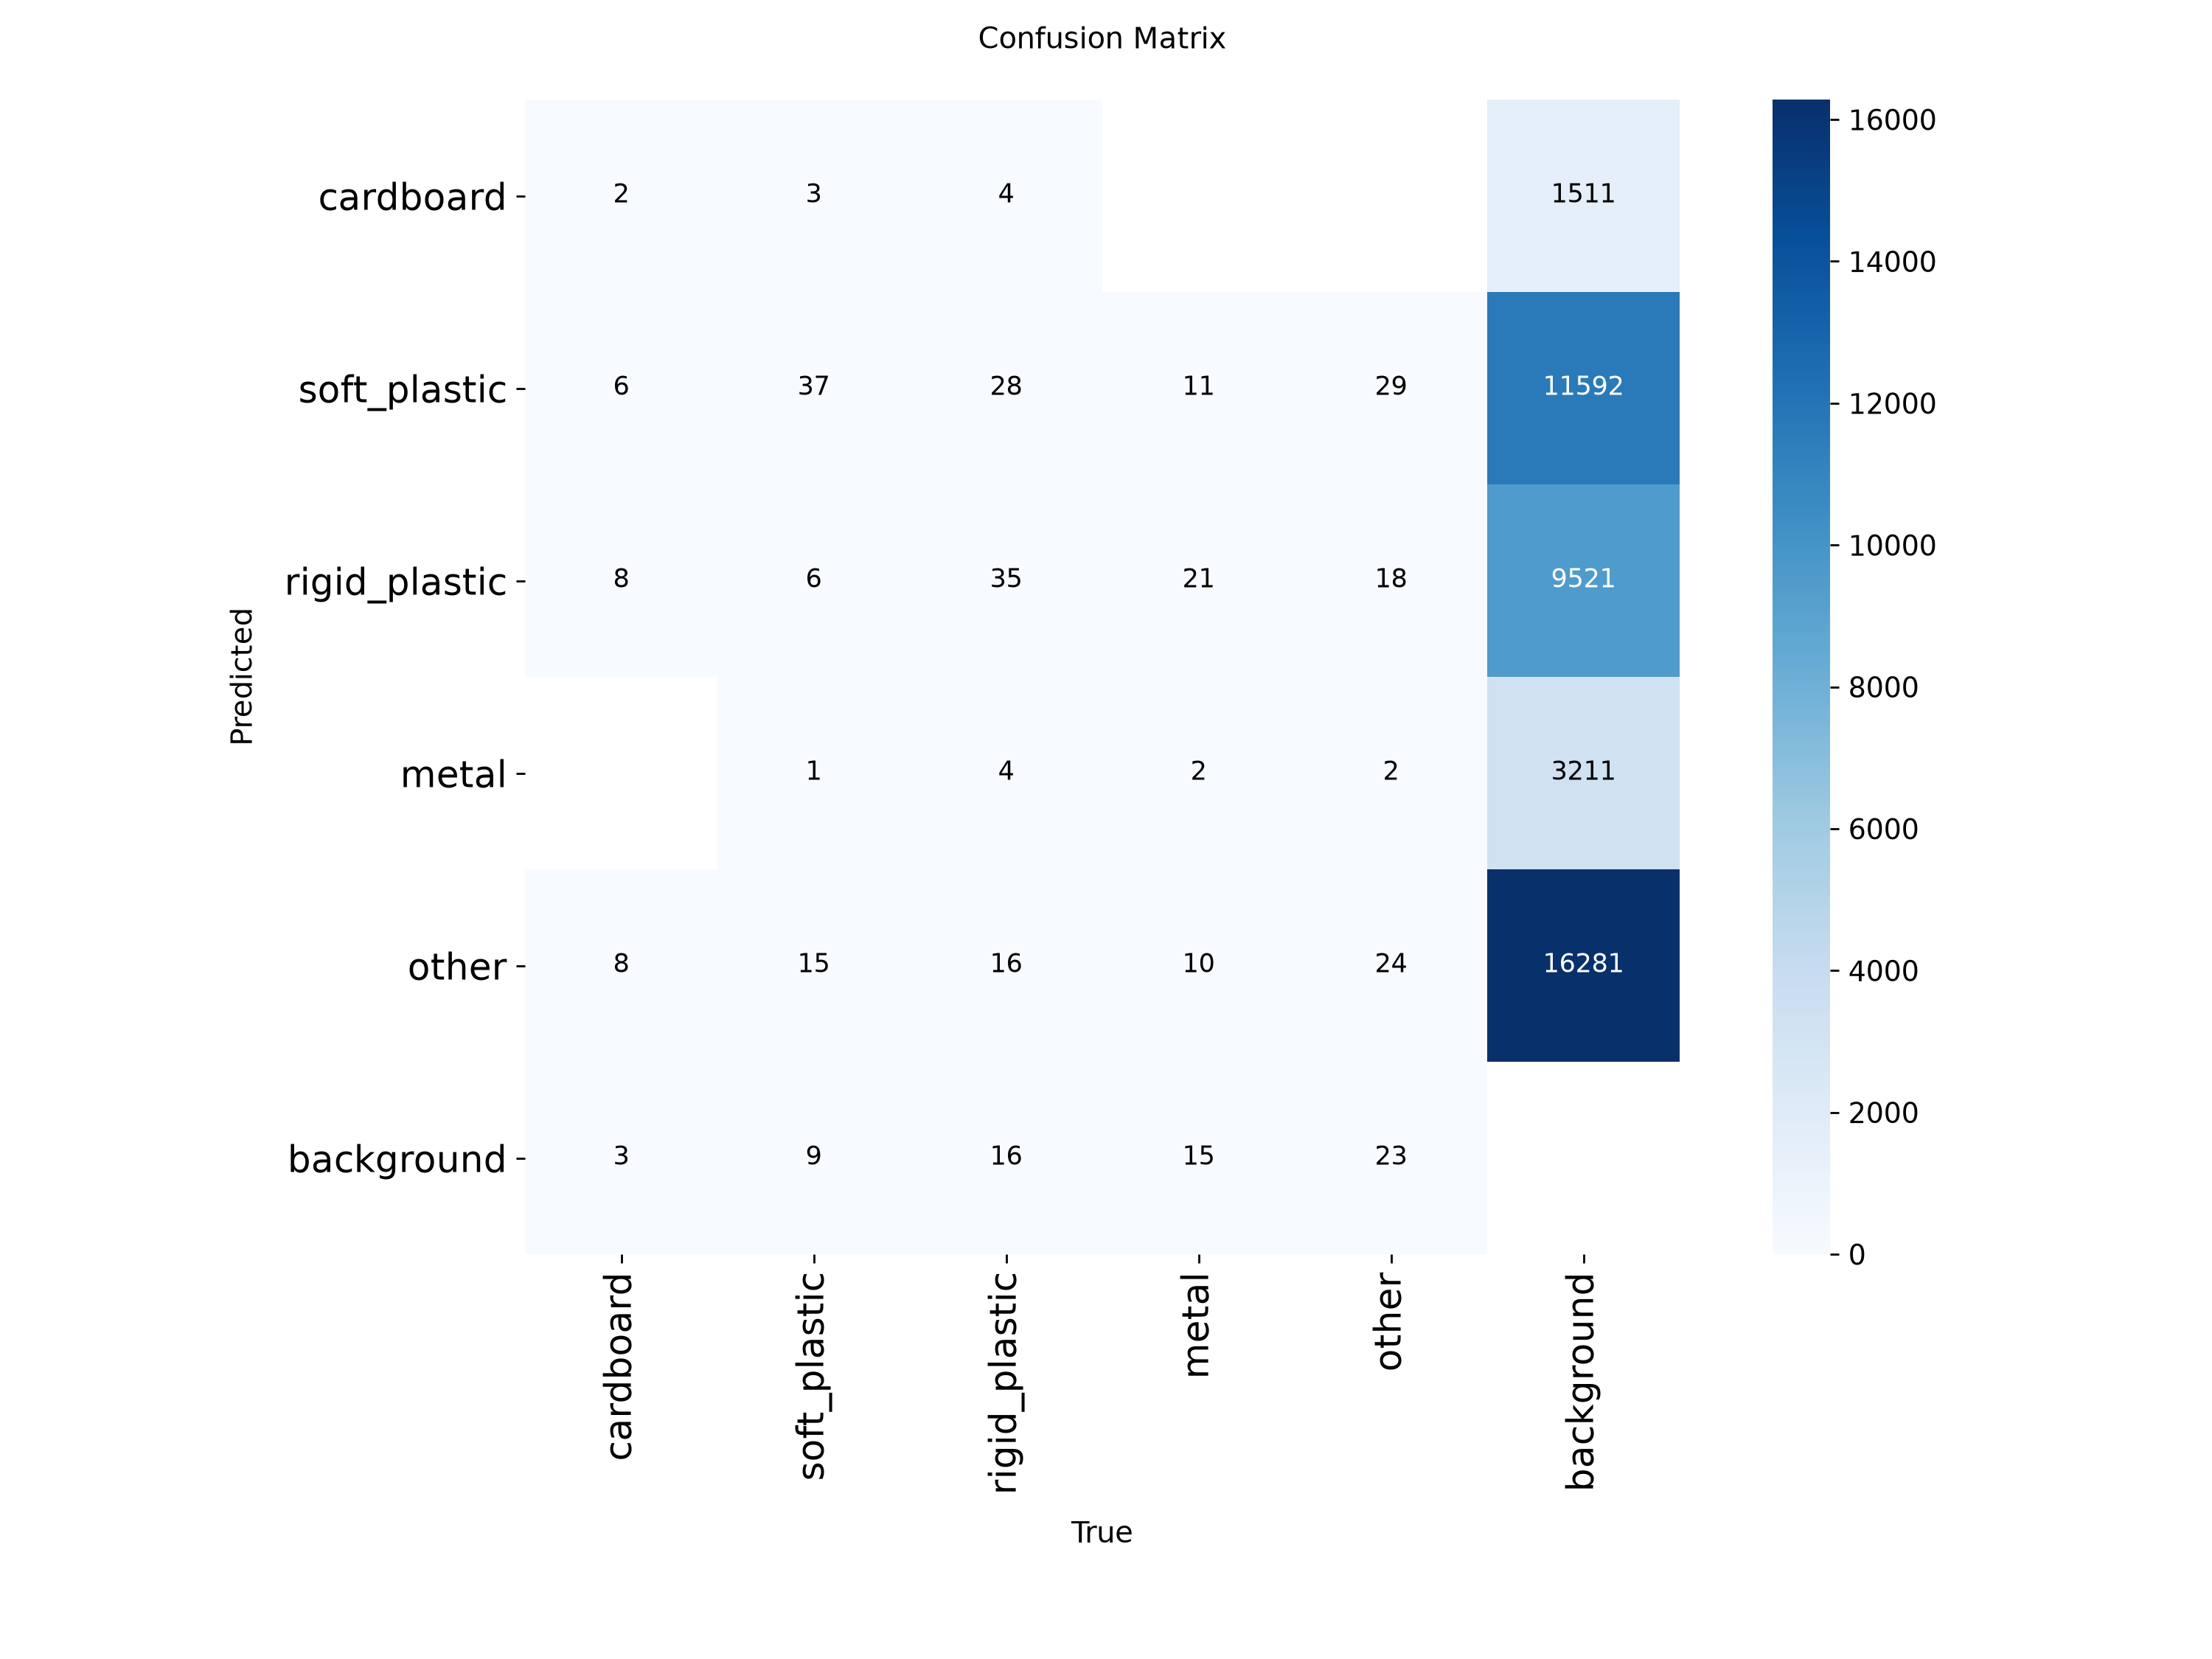 Confusion Matrix
cardboard 2 3 4 1511
soft_plastic 6 37 28 11 29 11592
rigid_plastic 8 6 35 21 18 9521
metal 1 4 2 2 3211
other 8 15 16 10 24 16281
background 3 9 16 15 23
Predicted
cardboard soft_plastic rigid_plastic metal other background
True
16000
14000
12000
10000
8000
6000
4000
2000
0